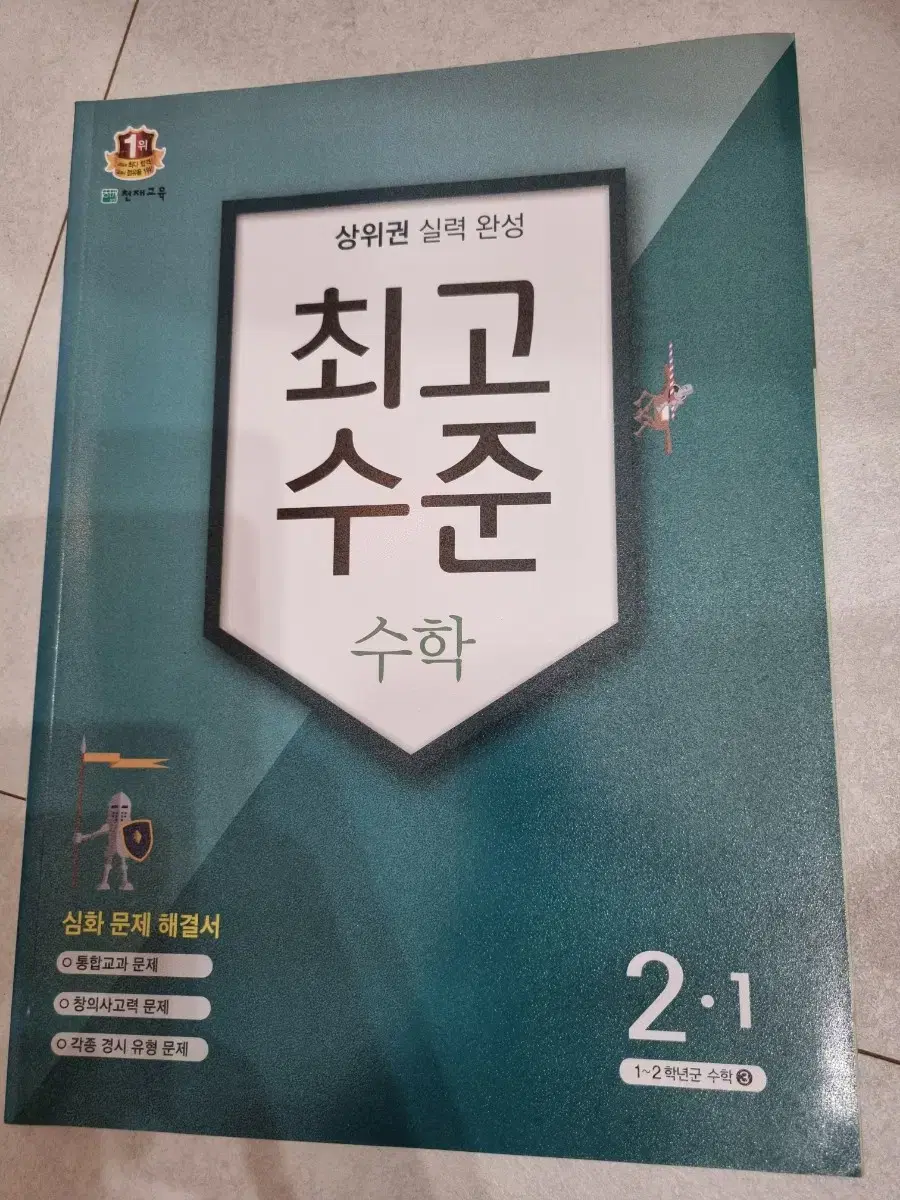 1위
천재교육
상위권 실력 완성
최고
수준
수학
심화 문제 해결서
통합교과 문제
창의사고력 문제
각종 경시 유형 문제
2·1
1~2학년군 수학 ③